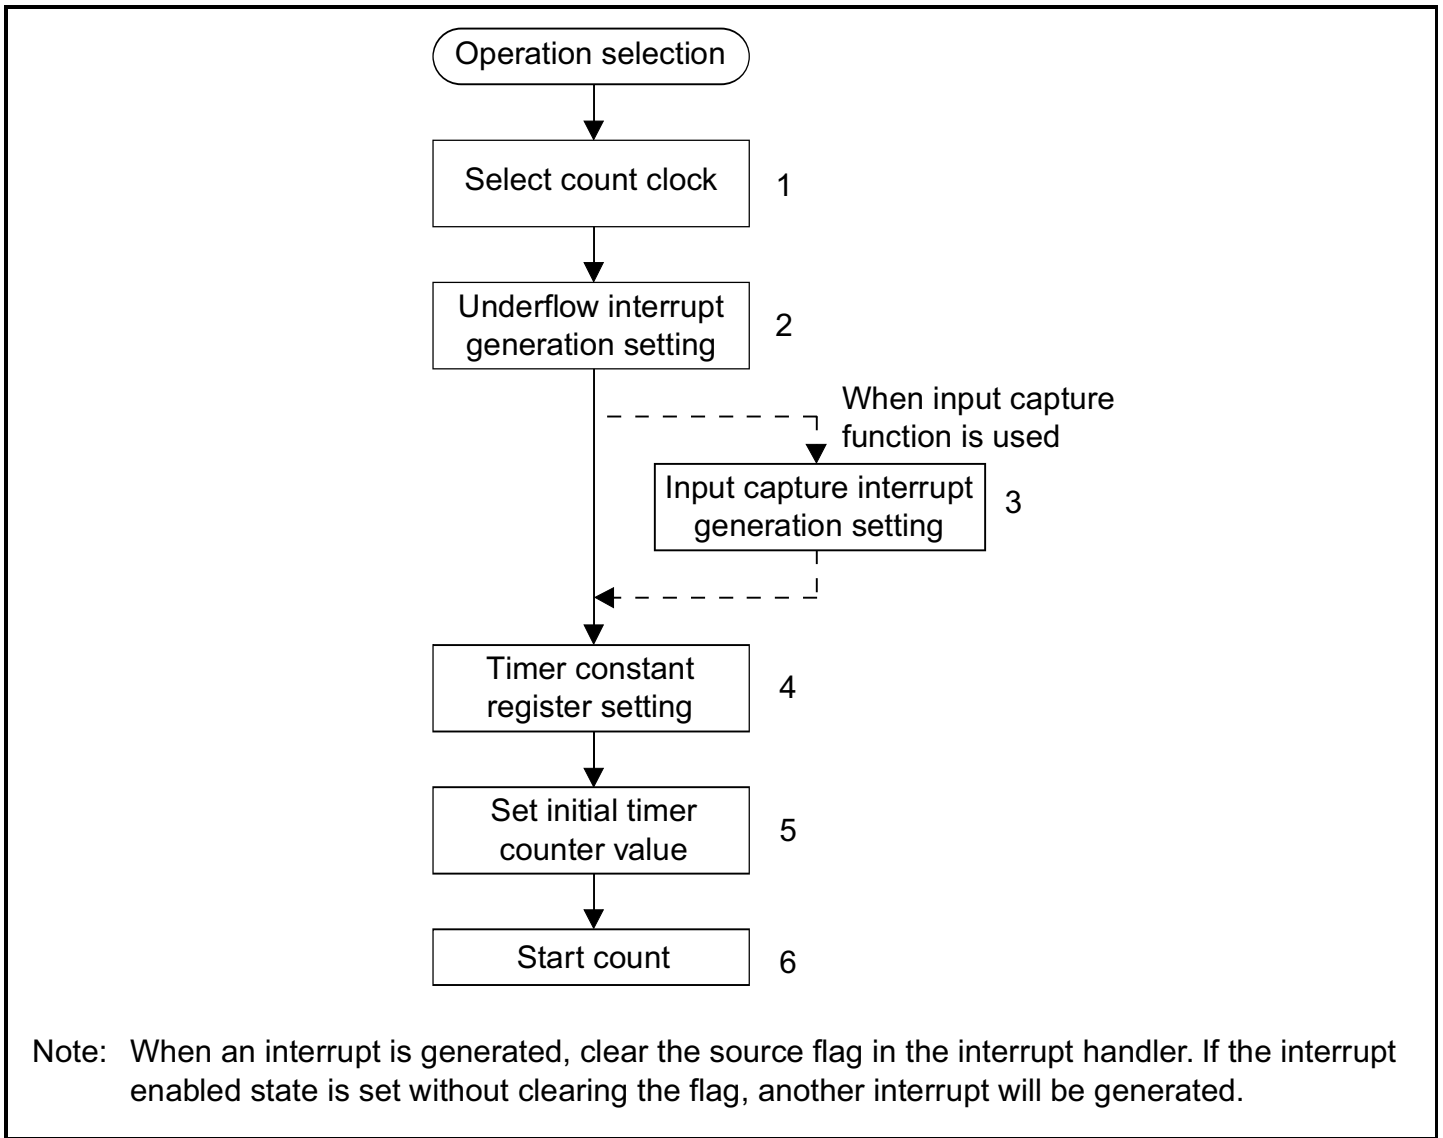 Operation selection
Select count clock
1
Underflow interrupt
generation setting
2
When input capture
function is used
Input capture interrupt
generation setting
3
Timer constant
register setting
4
Set initial timer
counter value
5
Start count
6
Note: When an interrupt is generated, clear the source flag in the interrupt handler. If the interrupt
enabled state is set without clearing the flag, another interrupt will be generated.